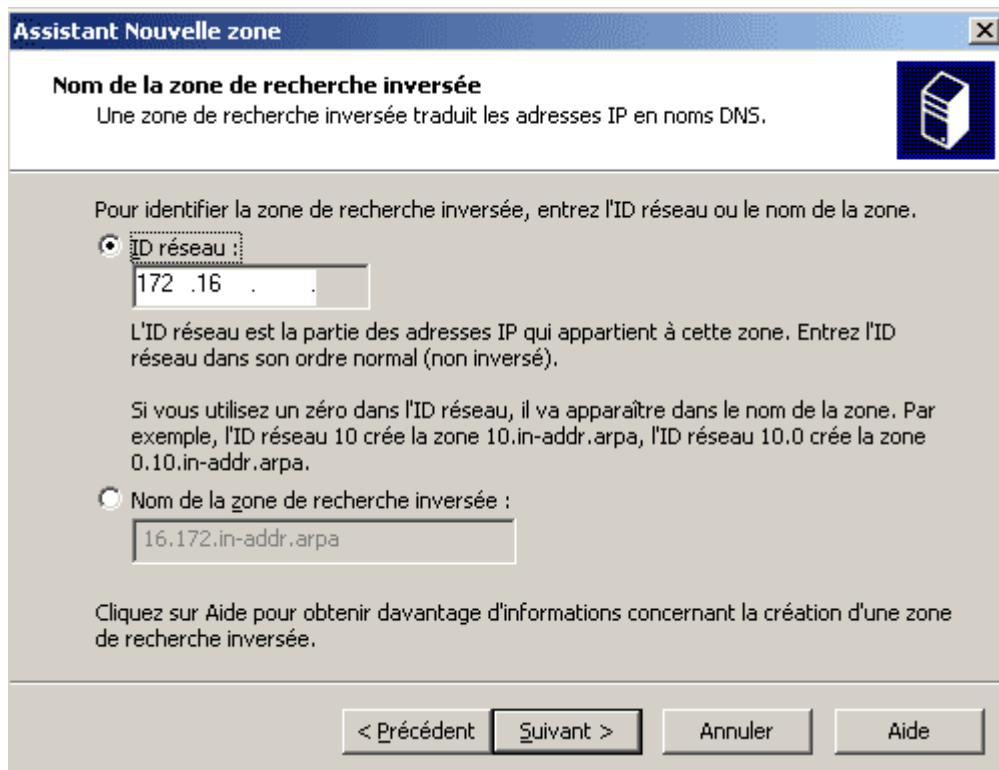 Assistant Nouvelle zone
Nom de la zone de recherche inversée
Une zone de recherche inversée traduit les adresses IP en noms DNS.
Pour identifier la zone de recherche inversée, entrez l'ID réseau ou le nom de la zone.
ID réseau :
172 .16 . .
L'ID réseau est la partie des adresses IP qui appartient à cette zone. Entrez l'ID
réseau dans son ordre normal (non inversé).
Si vous utilisez un zéro dans l'ID réseau, il va apparaître dans le nom de la zone. Par
exemple, l'ID réseau 10 crée la zone 10.in-addr.arpa, l'ID réseau 10.0 crée la zone
0.10.in-addr.arpa.
Nom de la zone de recherche inversée :
16.172.in-addr.arpa
Cliquez sur Aide pour obtenir davantage d'informations concernant la création d'une zone
de recherche inversée.
< Précédent Suivant > Annuler Aide